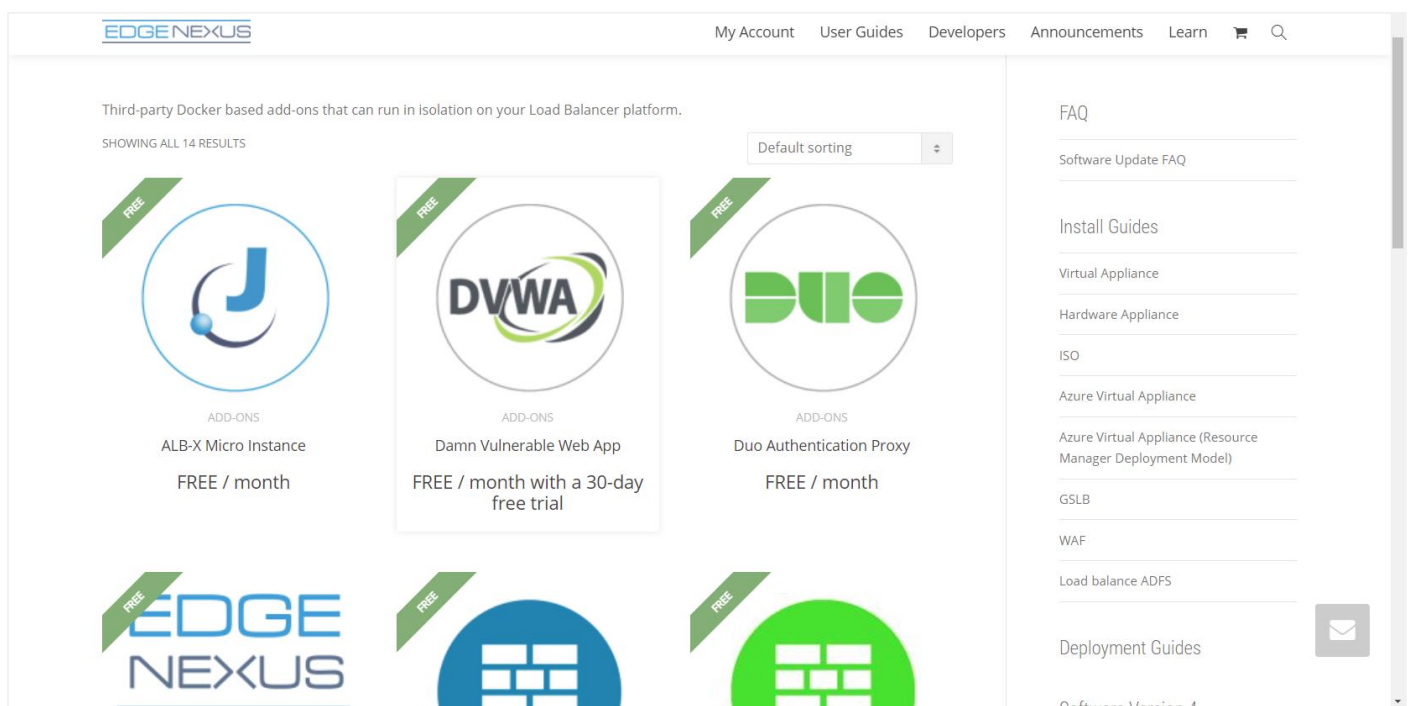 EDGENEXUS
My Account User Guides Developers Announcements Learn
Third-party Docker based add-ons that can run in isolation on your Load Balancer platform.
SHOWING ALL 14 RESULTS
Default sorting
FREE
FREE
FREE
J
DVWA
DUO
ADD-ONS
ADD-ONS
ADD-ONS
ALB-X Micro Instance
Damn Vulnerable Web App
Duo Authentication Proxy
FREE / month
FREE / month with a 30-day
free trial
FREE / month
FREE
FREE
FREE
EDGE
NEXUS
FAQ
Software Update FAQ
Install Guides
Virtual Appliance
Hardware Appliance
ISO
Azure Virtual Appliance
Azure Virtual Appliance (Resource
Manager Deployment Model)
GSLB
WAF
Load balance ADFS
Deployment Guides
Software Version 4